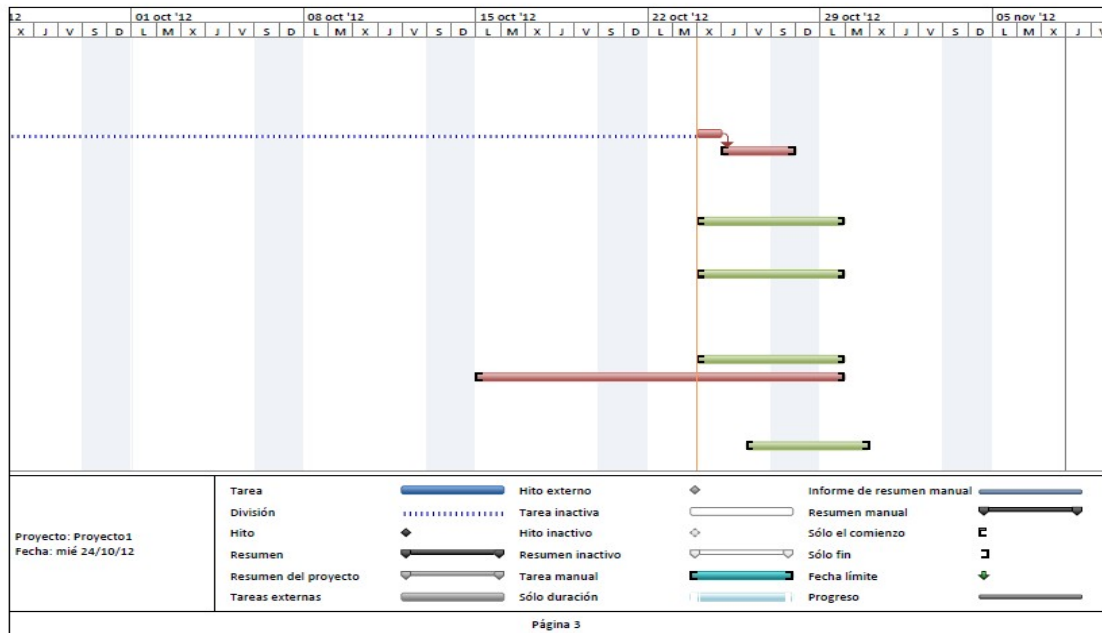 12 01 oct '12 08 oct '12 15 oct '12 22 oct '12 29 oct '12 05 nov '12
X J V S D L M X J V S D L M X J V S D L M X J V S D L M X J V S D L M X J V S D L M X J V
Tarea Hito externo Informe de resumen manual
División Tarea inactiva Resumen manual
Hito Hito inactivo Sólo el comienzo
Proyecto: Proyecto1
Fecha: mié 24/10/12
Resumen Resumen inactivo Sólo fin
Resumen del proyecto Tarea manual Fecha límite
Tareas externas Sólo duración Progreso
Página 3